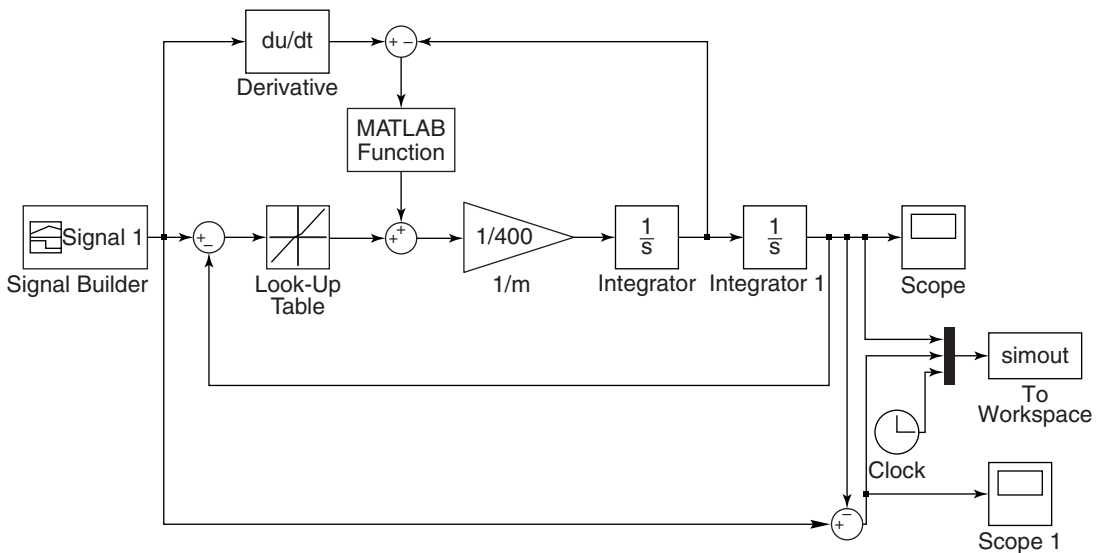 du/dt
+ −
Derivative
MATLAB
Function
Signal 1
+
−
+
+
1/400
1
s
1
s
Signal Builder
Look-Up
Table
1/m
Integrator
Integrator 1
Scope
simout
To
Workspace
Clock
−
+
Scope 1